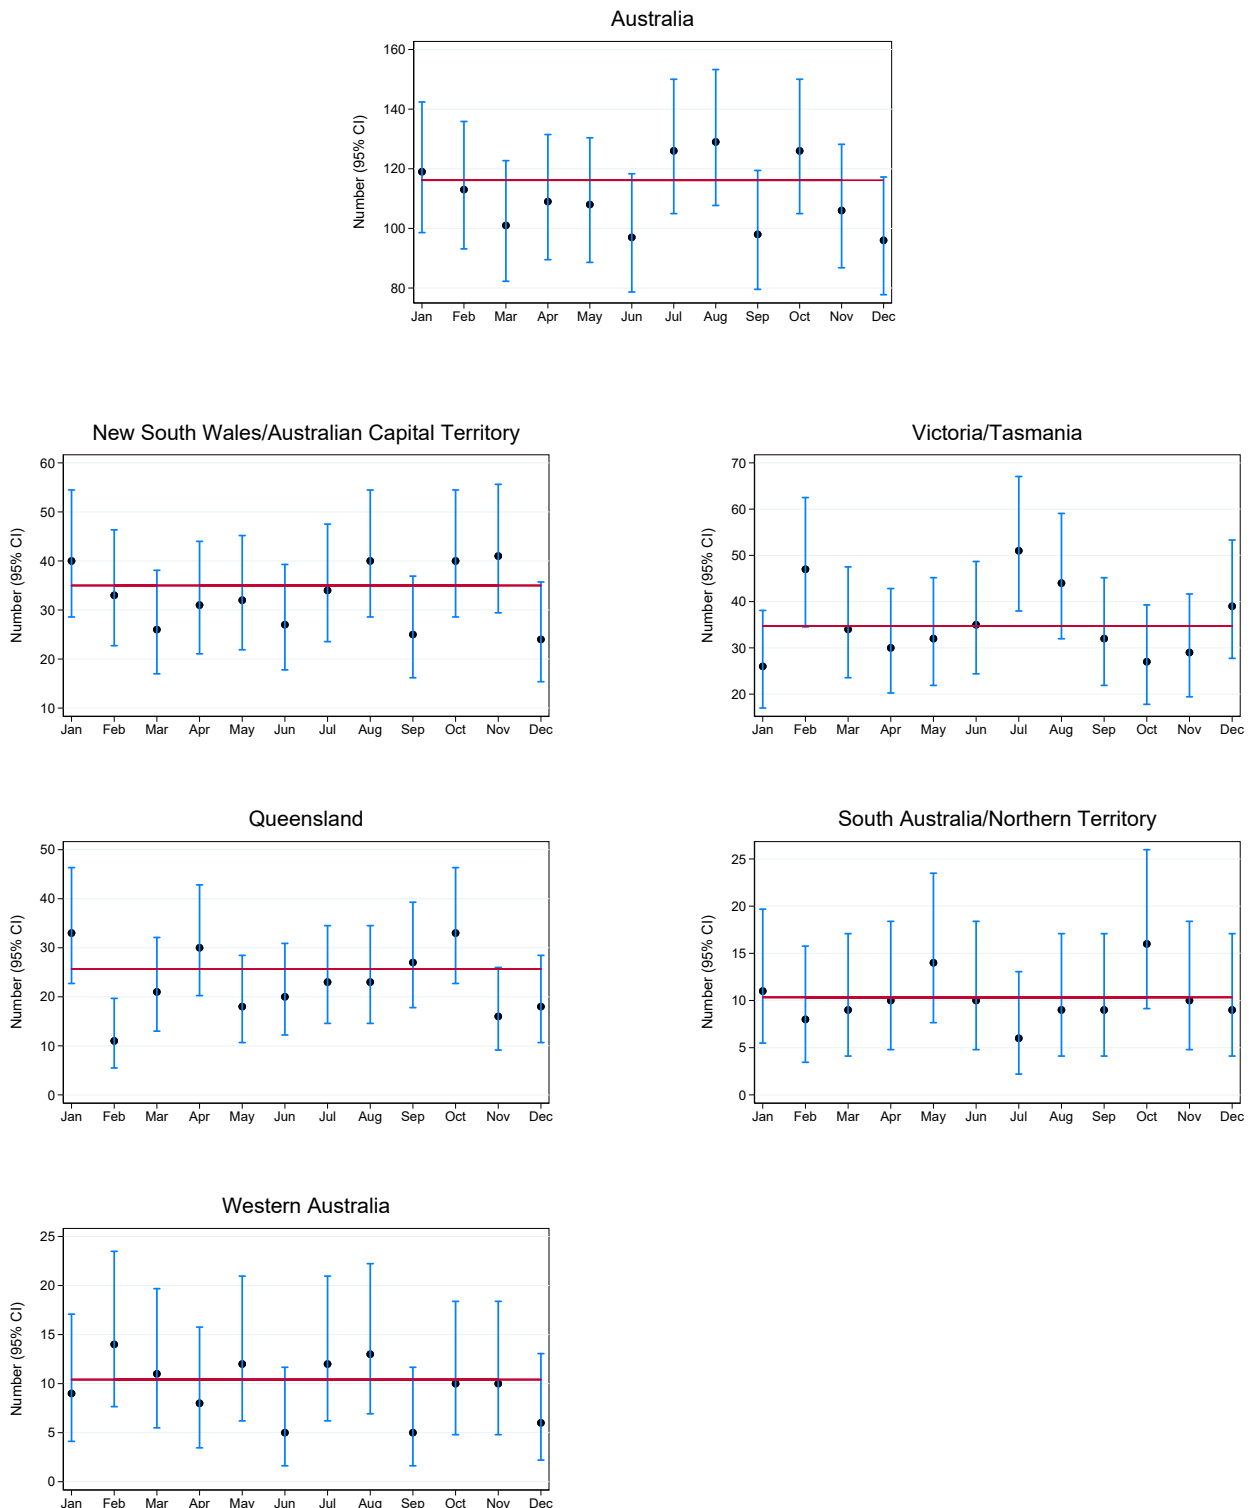 Australia
Number (95% CI)
160
140
120
100
80
Jan Feb Mar Apr May Jun Jul Aug Sep Oct Nov Dec
New South Wales/Australian Capital Territory
Number (95% CI)
60
50
40
30
20
10
Jan Feb Mar Apr May Jun Jul Aug Sep Oct Nov Dec
Victoria/Tasmania
Number (95% CI)
70
60
50
40
30
20
Jan Feb Mar Apr May Jun Jul Aug Sep Oct Nov Dec
Queensland
Number (95% CI)
50
40
30
20
10
0
Jan Feb Mar Apr May Jun Jul Aug Sep Oct Nov Dec
South Australia/Northern Territory
Number (95% CI)
25
20
15
10
5
0
Jan Feb Mar Apr May Jun Jul Aug Sep Oct Nov Dec
Western Australia
Number (95% CI)
25
20
15
10
5
0
Jan Feb Mar Apr May Jun Jul Aug Sep Oct Nov Dec